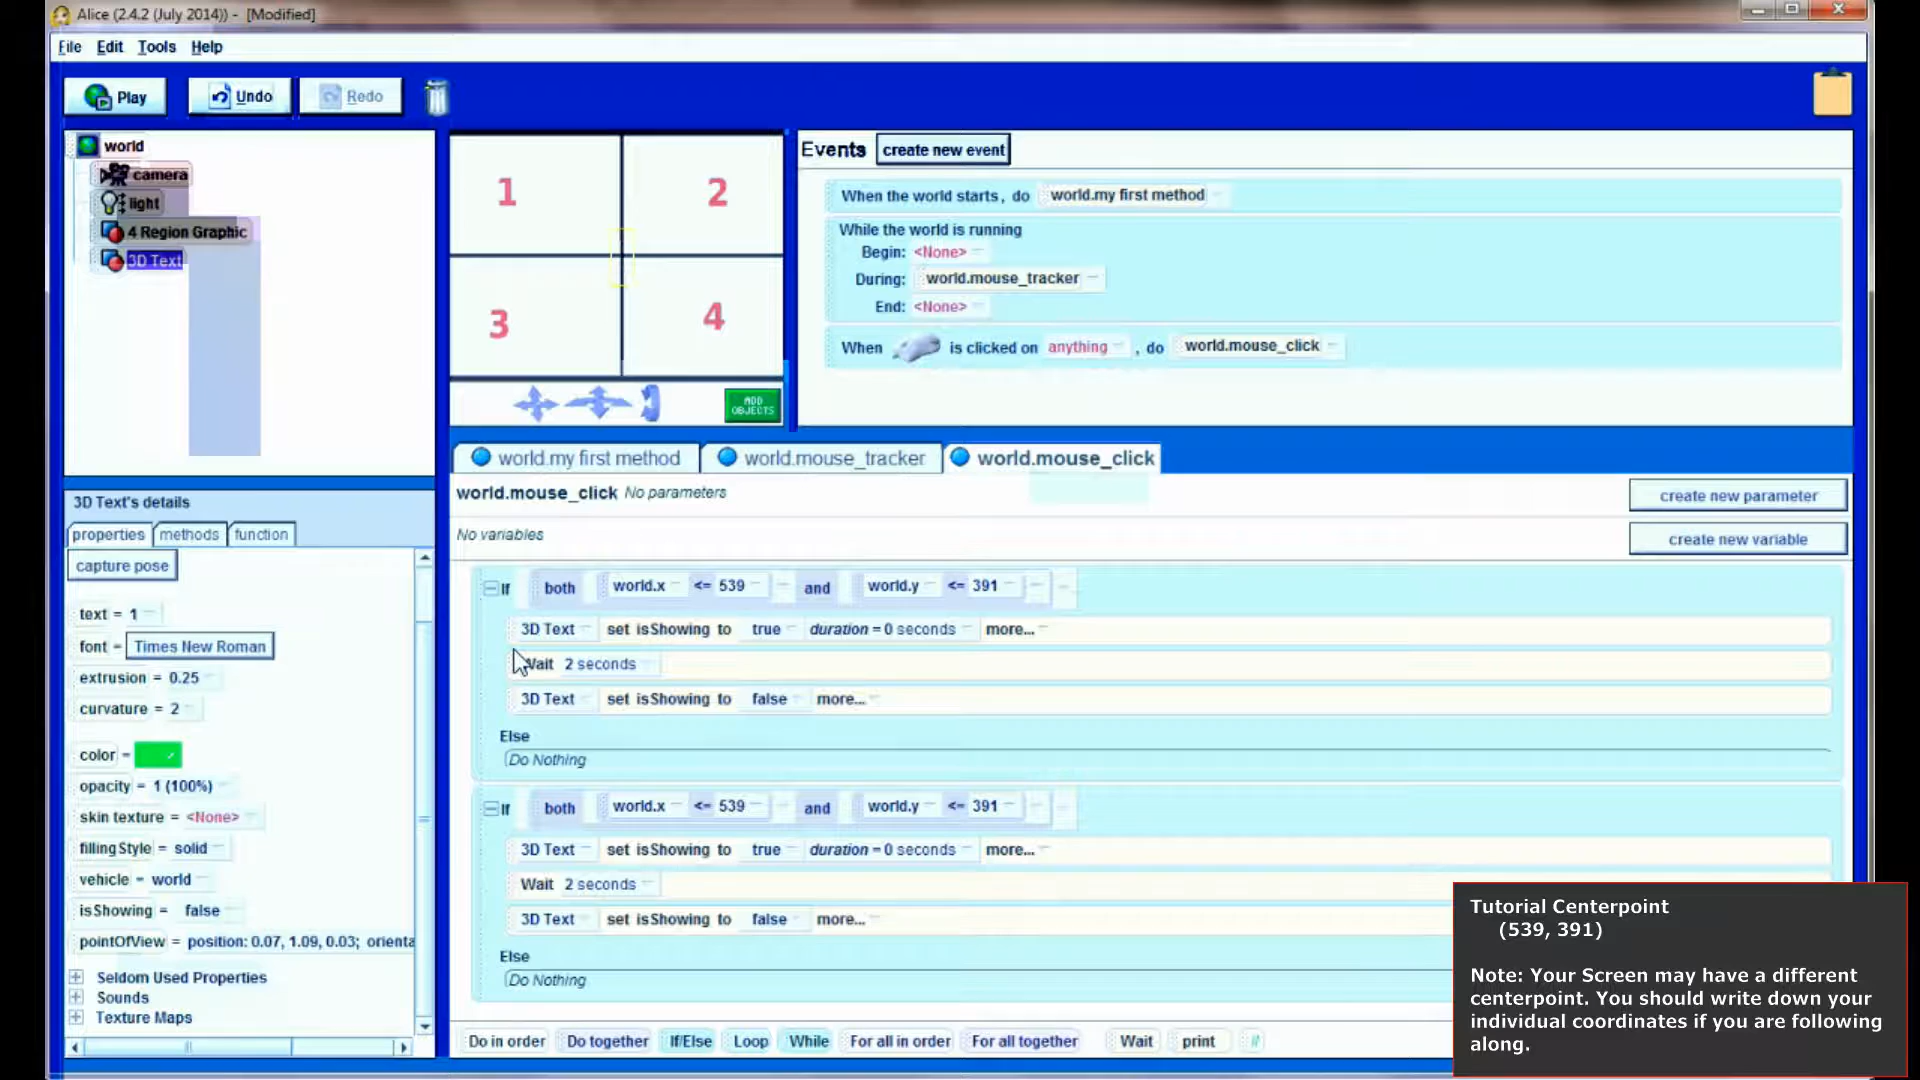 Alice (2.4.2 (July 2014)) - [Modified]
File Edit Tools Help
Play Undo Redo
world
camera
light
4 Region Graphic
3D Text
1 2
3 4
ADD OBJECTS
Events create new event
When the world starts, do world.my first method
While the world is running
Begin: <None>
During: world.mouse_tracker
End: <None>
When is clicked on anything, do world.mouse_click
3D Text's details
properties methods function
capture pose
text = 1
font = Times New Roman
extrusion = 0.25
curvature = 2
color =
opacity = 1 (100%)
skin texture = <None>
fillingStyle = solid
vehicle = world
isShowing = false
pointOfView = position: 0.07, 1.09, 0.03; orienta
Seldom Used Properties
Sounds
Texture Maps
world.my first method world.mouse_tracker world.mouse_click
world.mouse_click No parameters
create new parameter
No variables
create new variable
If both world.x <= 539 and world.y <= 391
3D Text set isShowing to true duration = 0 seconds more...
Wait 2 seconds
3D Text set isShowing to false more...
Else
Do Nothing
If both world.x <= 539 and world.y <= 391
3D Text set isShowing to true duration = 0 seconds more...
Wait 2 seconds
3D Text set isShowing to false more...
Else
Do Nothing
Do in order Do together If/Else Loop While For all in order For all together Wait print //
Tutorial Centerpoint
(539, 391)
Note: Your Screen may have a different
centerpoint. You should write down your
individual coordinates if you are following
along.